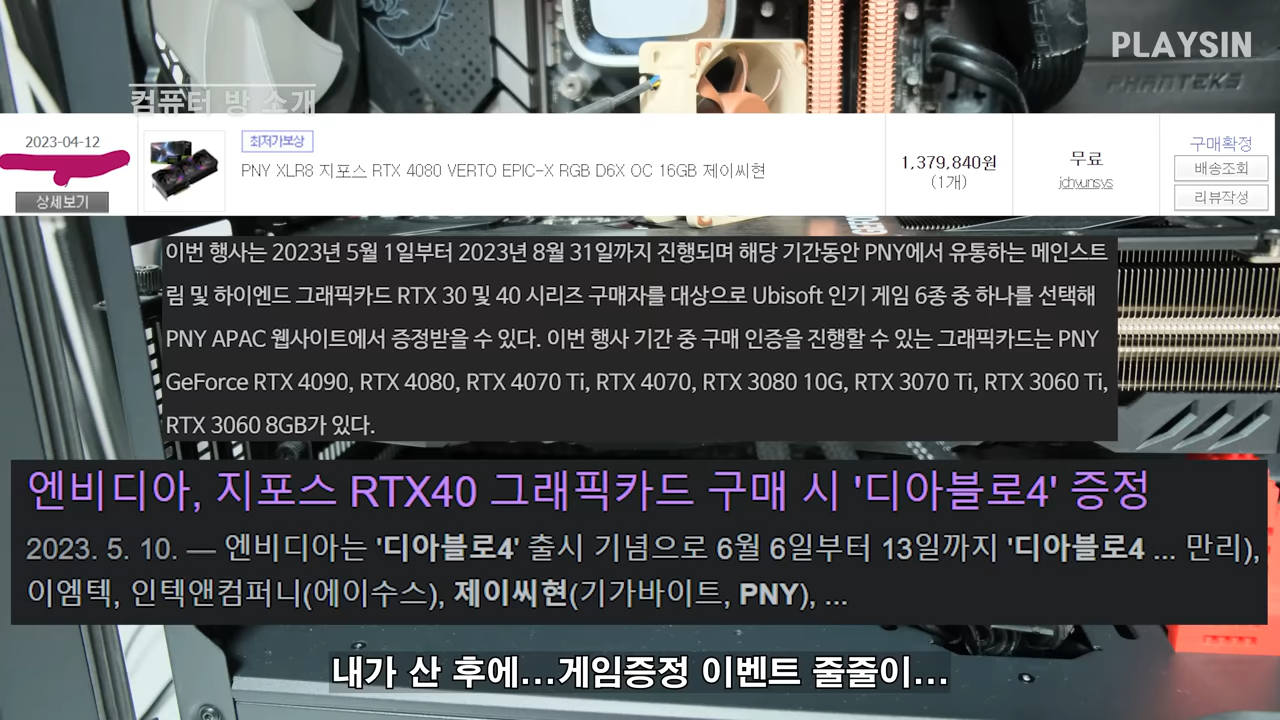 PLAYSIN
PHANTEKS
컴퓨터 방 소개
2023-04-12
상세보기
최저가보상
PNY XLR8 지포스 RTX 4080 VERTO EPIC-X RGB D6X OC 16GB 제이씨현
1,379,840원
(1개)
무료
jchyunsys
구매확정
배송조회
리뷰작성
이번 행사는 2023년 5월 1일부터 2023년 8월 31일까지 진행되며 해당 기간동안 PNY에서 유통하는 메인스트
림 및 하이엔드 그래픽카드 RTX 30 및 40 시리즈 구매자를 대상으로 Ubisoft 인기 게임 6종 중 하나를 선택해
PNY APAC 웹사이트에서 증정받을 수 있다. 이번 행사 기간 중 구매 인증을 진행할 수 있는 그래픽카드는 PNY
GeForce RTX 4090, RTX 4080, RTX 4070 Ti, RTX 4070, RTX 3080 10G, RTX 3070 Ti, RTX 3060 Ti,
RTX 3060 8GB가 있다.
엔비디아, 지포스 RTX40 그래픽카드 구매 시 '디아블로4' 증정
2023. 5. 10. — 엔비디아는 '디아블로4' 출시 기념으로 6월 6일부터 13일까지 '디아블로4 ... 만리),
이엠텍, 인텍앤컴퍼니(에이수스), 제이씨현(기가바이트, PNY), ...
내가 산 후에...게임증정 이벤트 줄줄이...